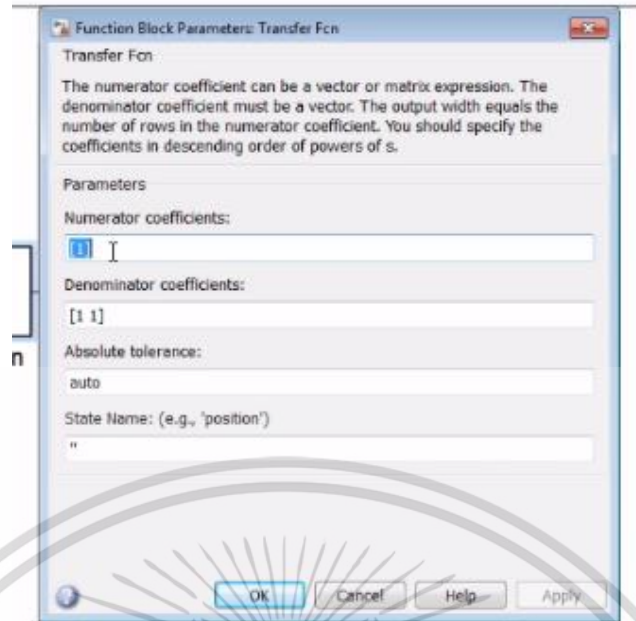 Function Block Parameters: Transfer Fcn
Transfer Fcn
The numerator coefficient can be a vector or matrix expression. The
denominator coefficient must be a vector. The output width equals the
number of rows in the numerator coefficient. You should specify the
coefficients in descending order of powers of s.
Parameters
Numerator coefficients:
[1]
Denominator coefficients:
[1 1]
n
Absolute tolerance:
auto
State Name: (e.g., 'position')
''
OK Cancel Help Apply